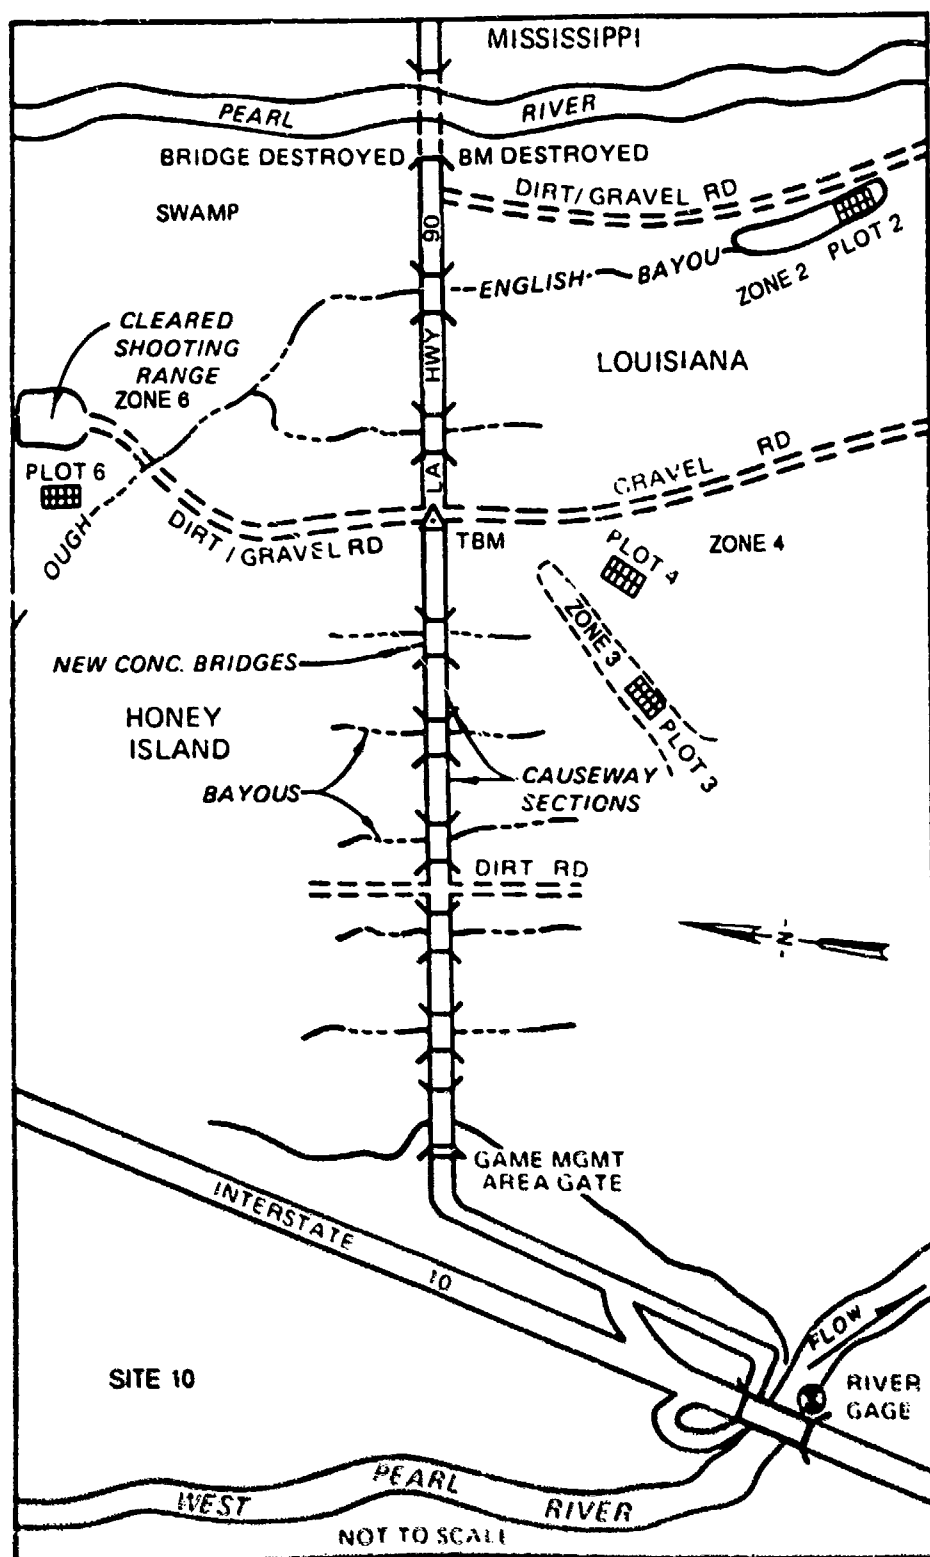 MISSISSIPPI
PEARL RIVER
BRIDGE DESTROYED
BM DESTROYED
DIRT/GRAVEL RD
SWAMP
PLOT 2
ZONE 2
90
ENGLISH BAYOU
CLEARED
SHOOTING
RANGE
ZONE 6
HWY
LOUISIANA
PLOT 6
LA
GRAVEL RD
OUGH
DIRT/GRAVEL RD
TBM
PLOT 4
ZONE 4
ZONE 3
PLOT 3
NEW CONC. BRIDGES
HONEY
ISLAND
BAYOUS
CAUSEWAY
SECTIONS
DIRT RD
N
GAME MGMT
AREA GATE
INTERSTATE 10
FLOW
SITE 10
RIVER
GAGE
WEST PEARL RIVER
NOT TO SCALE